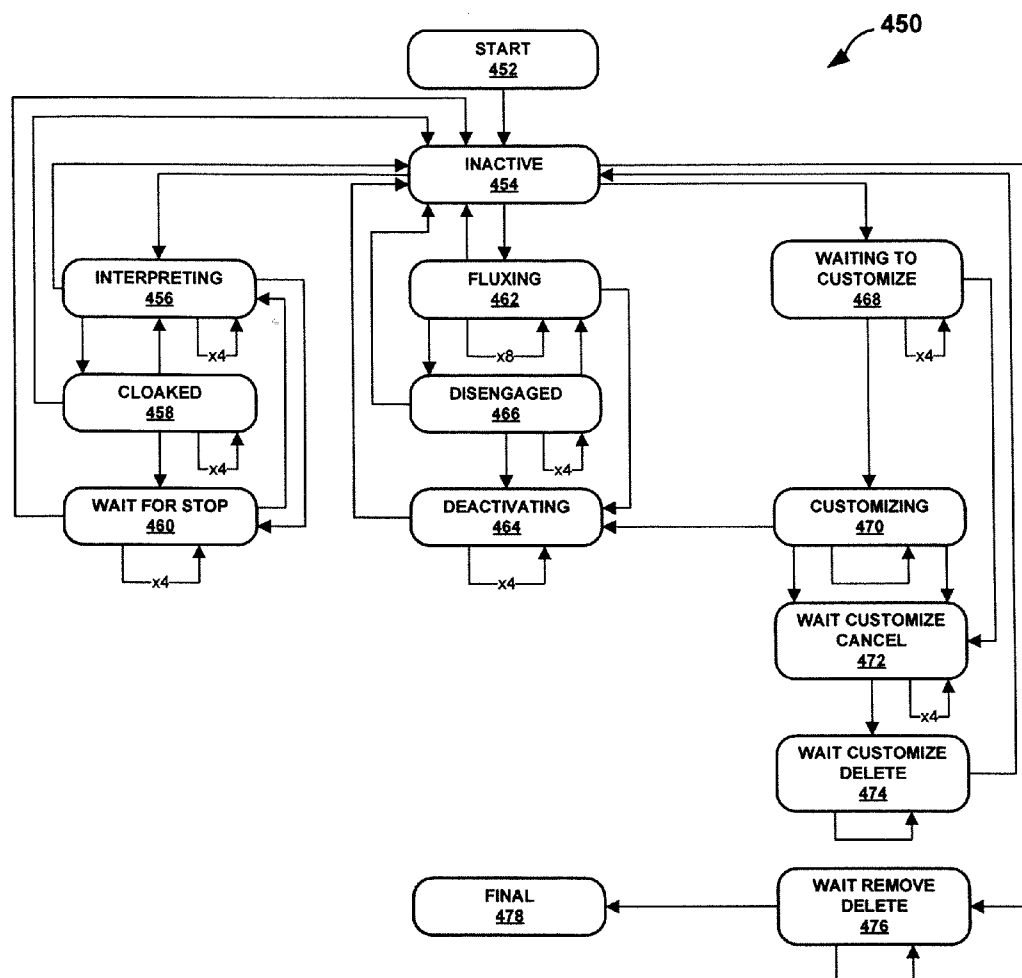 450
START
452
INACTIVE
454
INTERPRETING
456
x4
FLUXING
462
x8
WAITING TO
CUSTOMIZE
468
x4
CLOAKED
458
x4
DISENGAGED
466
x4
WAIT FOR STOP
460
x4
DEACTIVATING
464
x4
CUSTOMIZING
470
WAIT CUSTOMIZE
CANCEL
472
x4
WAIT CUSTOMIZE
DELETE
474
FINAL
478
WAIT REMOVE
DELETE
476